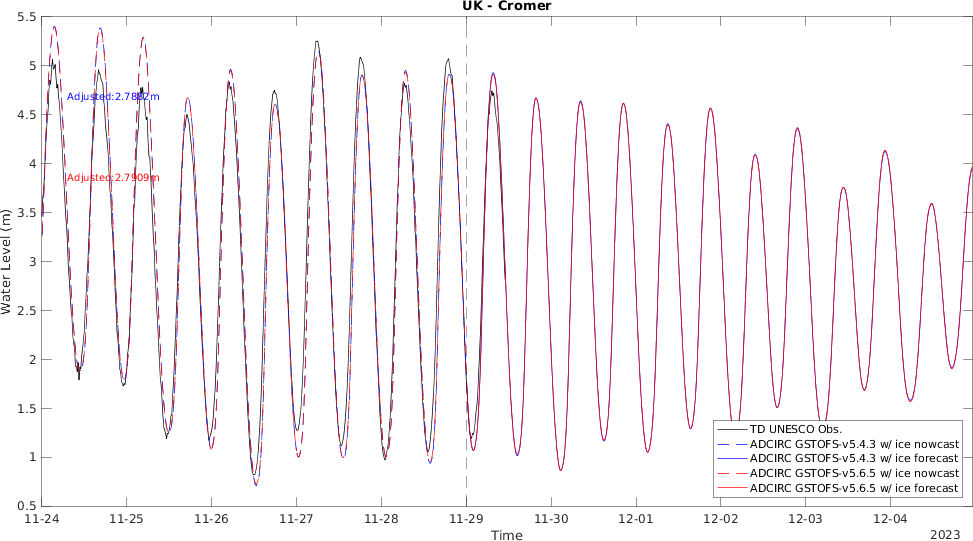 UK - Cromer
5.5
5
4.5
4
3.5
3
2.5
2
1.5
1
0.5
Water Level (m)
Adjusted:2.7882m
Adjusted:2.7909m
TD UNESCO Obs.
ADCIRC GSTOFS-v5.4.3 w/ ice nowcast
ADCIRC GSTOFS-v5.4.3 w/ ice forecast
ADCIRC GSTOFS-v5.6.5 w/ ice nowcast
ADCIRC GSTOFS-v5.6.5 w/ ice forecast
11-24 11-25 11-26 11-27 11-28 11-29 11-30 12-01 12-02 12-03 12-04
Time
2023